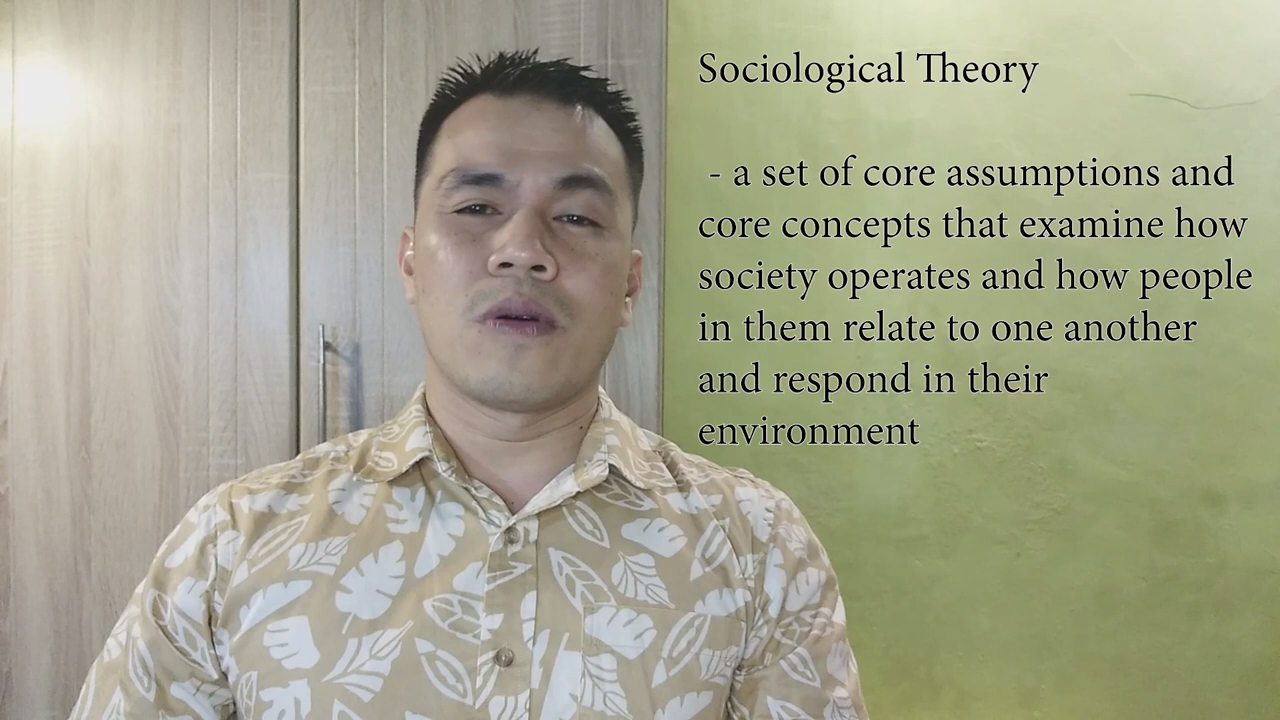 Sociological Theory
- a set of core assumptions and
core concepts that examine how
society operates and how people
in them relate to one another
and respond in their
environment